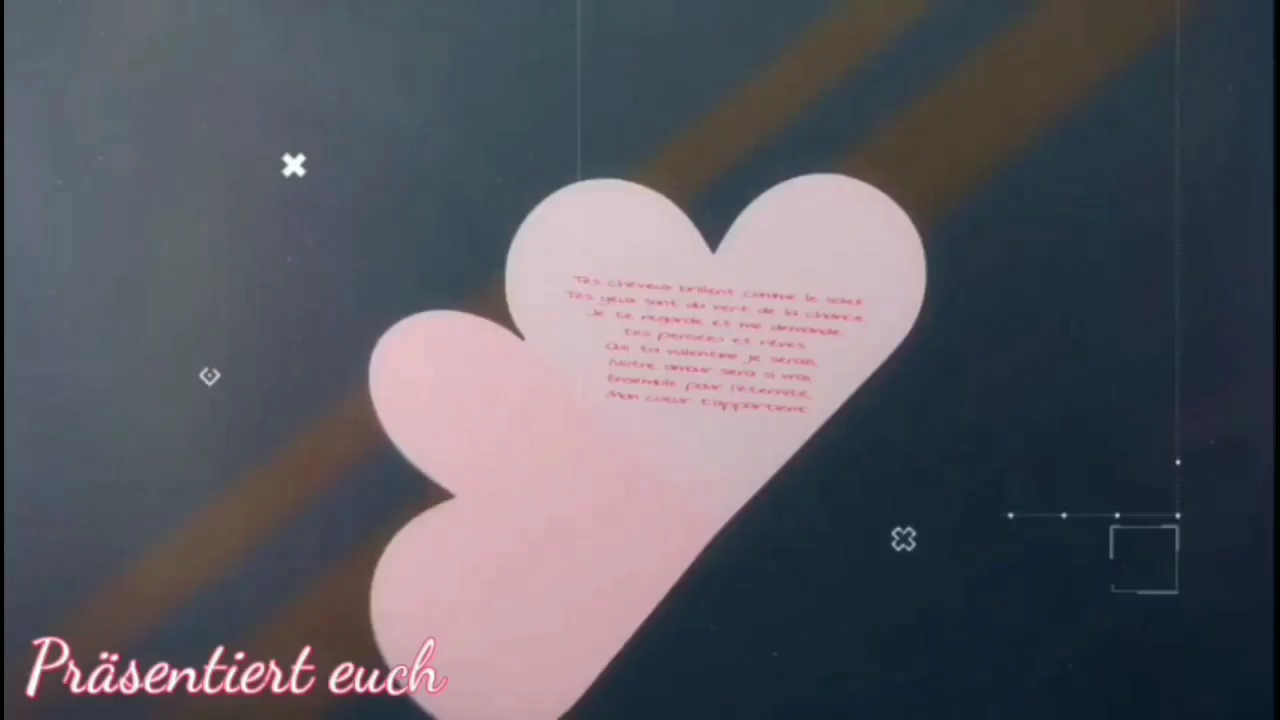 Tes cheveux brillent comme le soleil
Tes yeux sont du vert de la chance
Je te regarde et me demande
tes pensées et rêves.
Oui ta valentine je serais
Notre amour sera si vrai
Ensemble pour l'éternité,
Mon cœur t'appartient.
Präsentiert euch